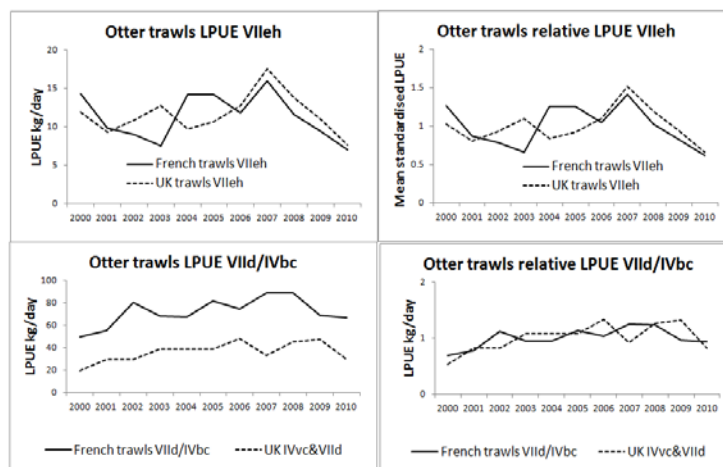 Otter trawls LPUE VIIeh
LPUE kg/day
20
15
10
5
0
French trawls VIIeh
UK trawls VIIeh
2000 2001 2002 2003 2004 2005 2006 2007 2008 2009 2010
Otter trawls relative LPUE VIIeh
Mean standardised LPUE
2
1.5
1
0.5
0
French trawls VIIeh
UK trawls VIIeh
2000 2001 2002 2003 2004 2005 2006 2007 2008 2009 2010
Otter trawls LPUE VIId/IVbc
LPUE kg/day
100
80
60
40
20
0
2000 2001 2002 2003 2004 2005 2006 2007 2008 2009 2010
French trawls VIId/IVbc UK IVvc&VIId
Otter trawls relative LPUE VIId/IVbc
LPUE kg/day
2
1
0
2000 2001 2002 2003 2004 2005 2006 2007 2008 2009 2010
French trawls VIId/IVbc UK IVvc&VIId